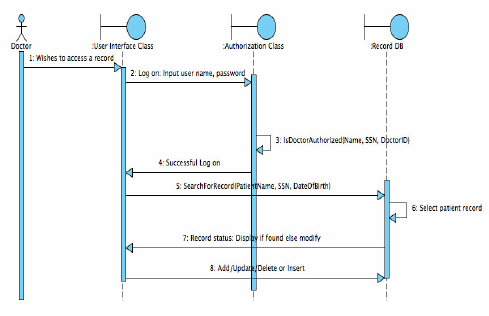 Doctor
:User Interface Class
:Authorization Class
:Record DB
1: Wishes to access a record
2: Log on: Input user name, password
3: IsDoctorAuthorized(Name, SSN, DoctorID)
4: Successful Log on
5: SearchForRecord(PatientName, SSN, DateOfBirth)
6: Select patient record
7: Record status: Display if found else modify
8: Add/Update/Delete or Insert